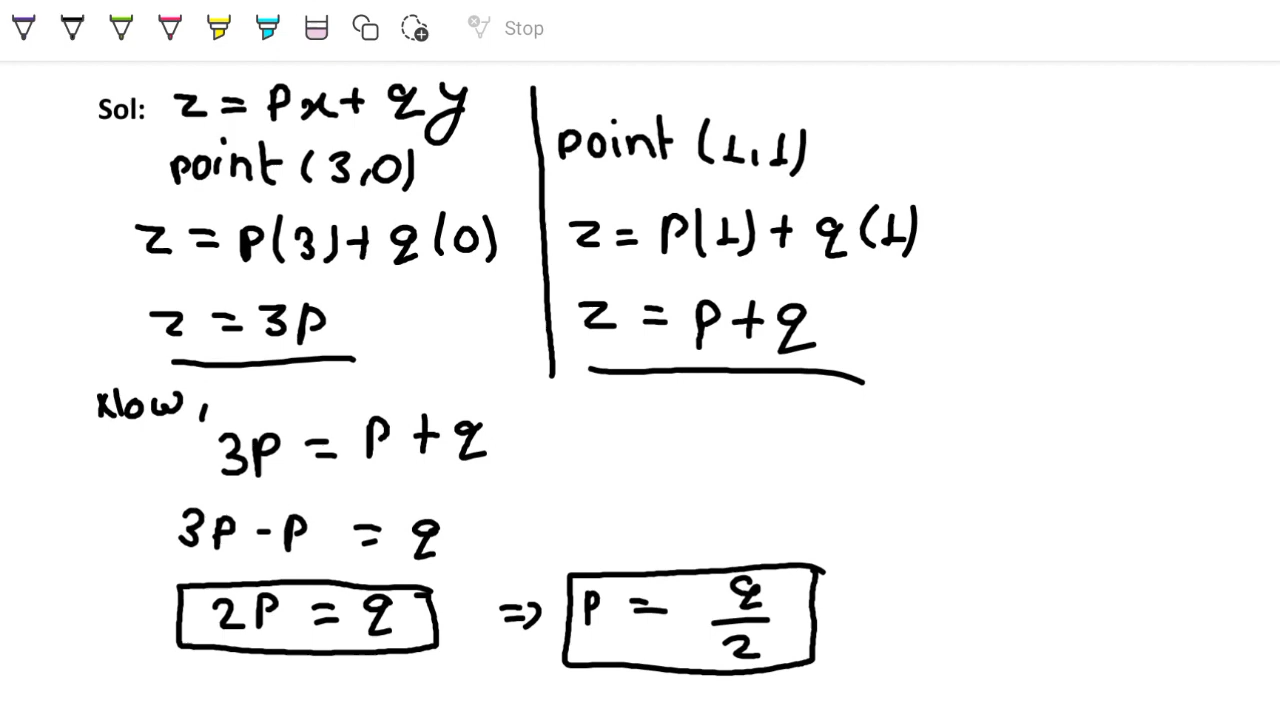 Stop
Sol: z = px + qy
point (3,0)
z = p(3) + q(0)
z = 3p
point (1,1)
z = p(1) + q(1)
z = p + q
Now,
3p = p + q
3p - p = q
2p = q ⇒ p = q/2